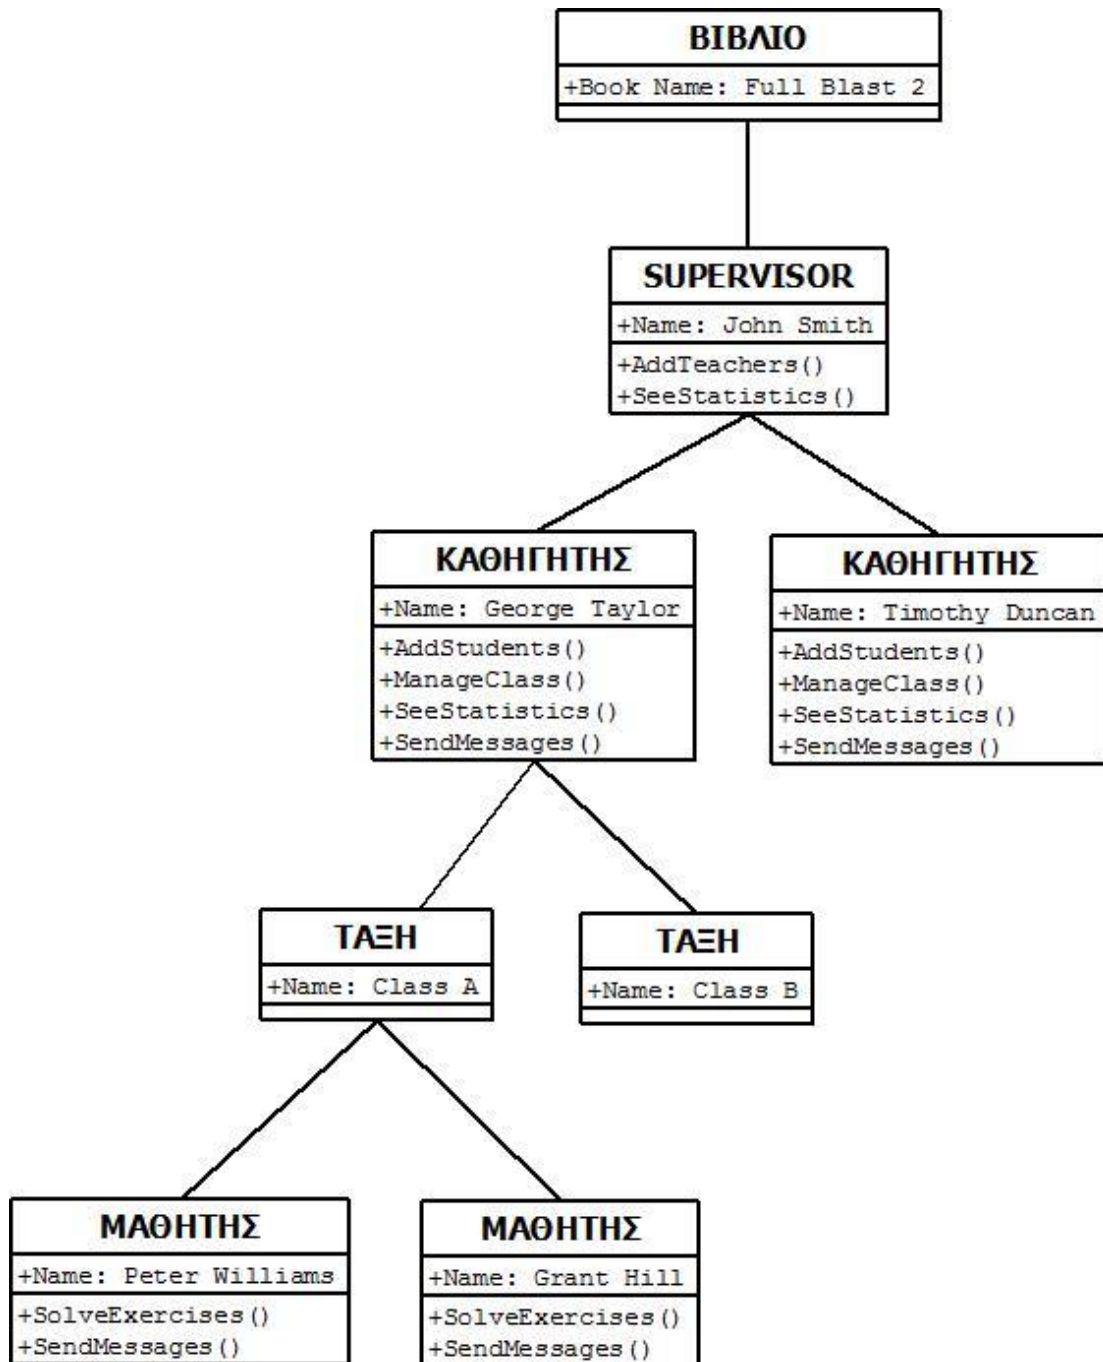 ΒΙΒΛΙΟ
+Book Name: Full Blast 2
SUPERVISOR
+Name: John Smith
+AddTeachers()
+SeeStatistics()
ΚΑΘΗΓΗΤΗΣ
+Name: George Taylor
+AddStudents()
+ManageClass()
+SeeStatistics()
+SendMessages()
ΚΑΘΗΓΗΤΗΣ
+Name: Timothy Duncan
+AddStudents()
+ManageClass()
+SeeStatistics()
+SendMessages()
ΤΑΞΗ
+Name: Class A
ΤΑΞΗ
+Name: Class B
ΜΑΘΗΤΗΣ
+Name: Peter Williams
+SolveExercises()
+SendMessages()
ΜΑΘΗΤΗΣ
+Name: Grant Hill
+SolveExercises()
+SendMessages()